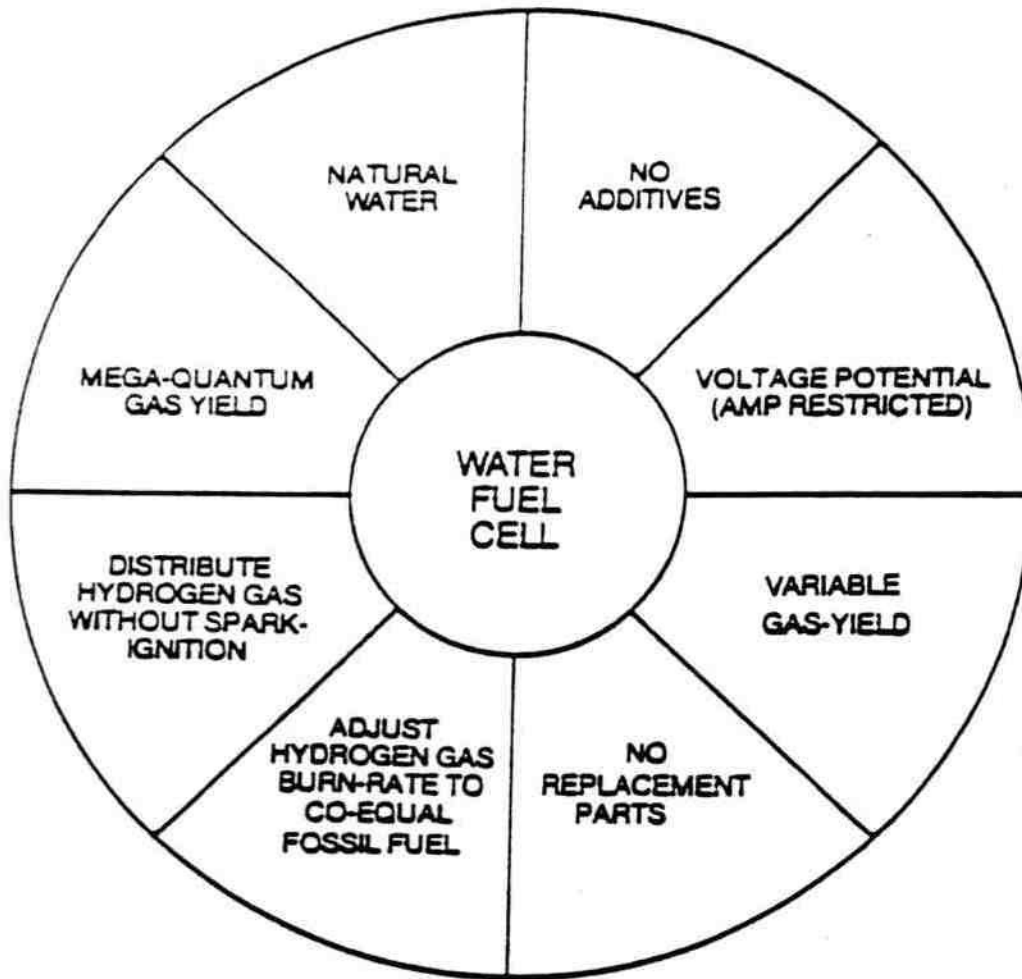 NATURAL
WATER
NO
ADDITIVES
VOLTAGE POTENTIAL
(AMP RESTRICTED)
VARIABLE
GAS-YIELD
NO
REPLACEMENT
PARTS
ADJUST
HYDROGEN GAS
BURN-RATE TO
CO-EQUAL
FOSSIL FUEL
DISTRIBUTE
HYDROGEN GAS
WITHOUT SPARK-
IGNITION
MEGA-QUANTUM
GAS YIELD
WATER
FUEL
CELL